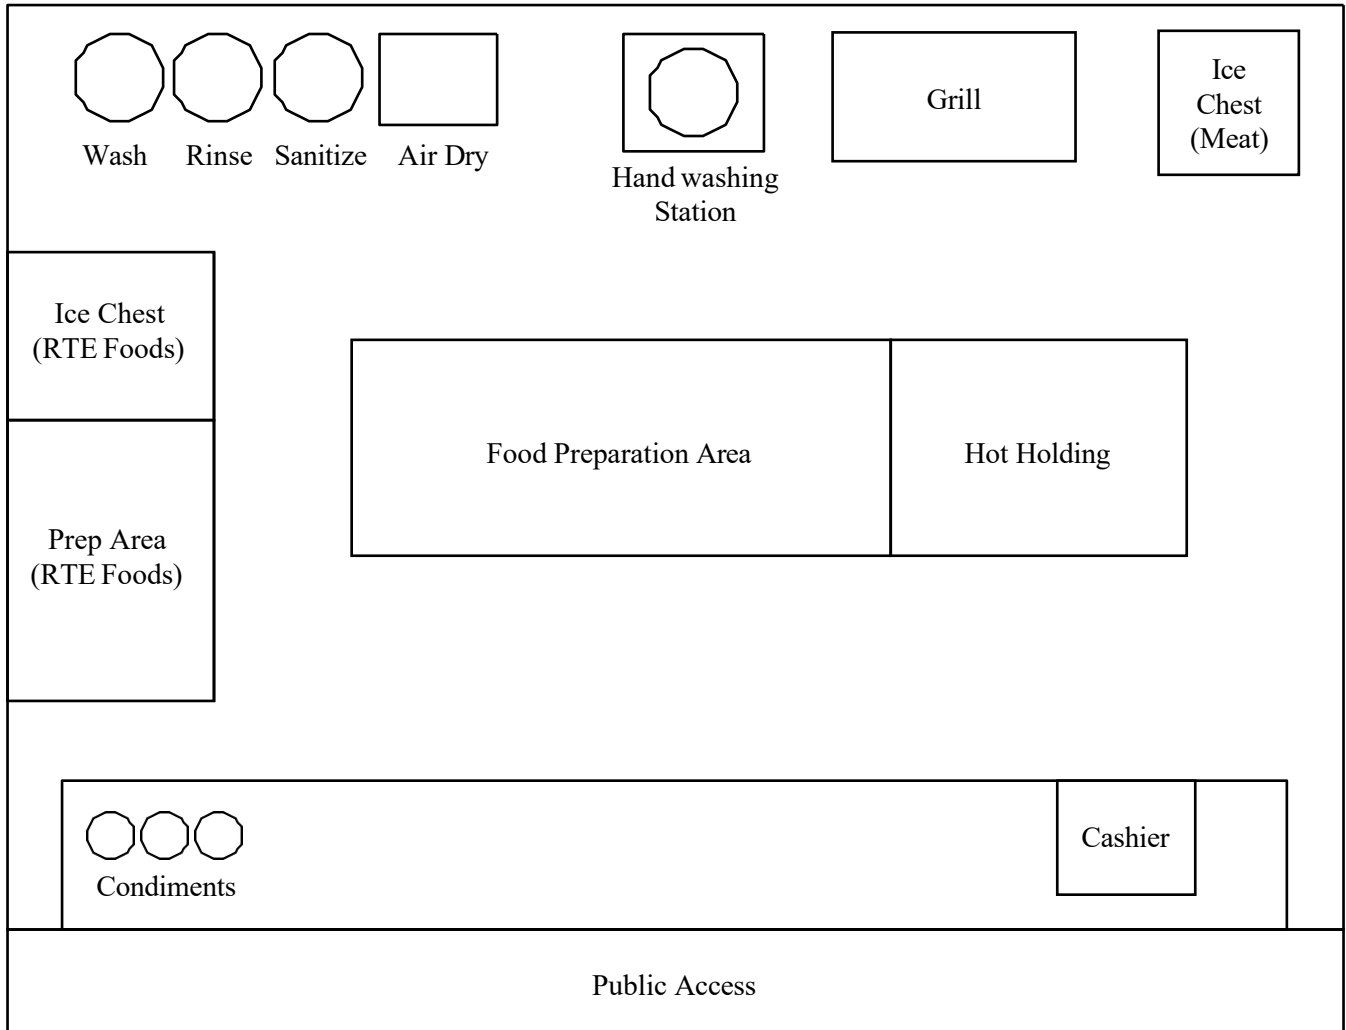 Wash
Rinse
Sanitize
Air Dry
Hand washing
Station
Grill
Ice
Chest
(Meat)
Ice Chest
(RTE Foods)
Prep Area
(RTE Foods)
Food Preparation Area
Hot Holding
Condiments
Cashier
Public Access